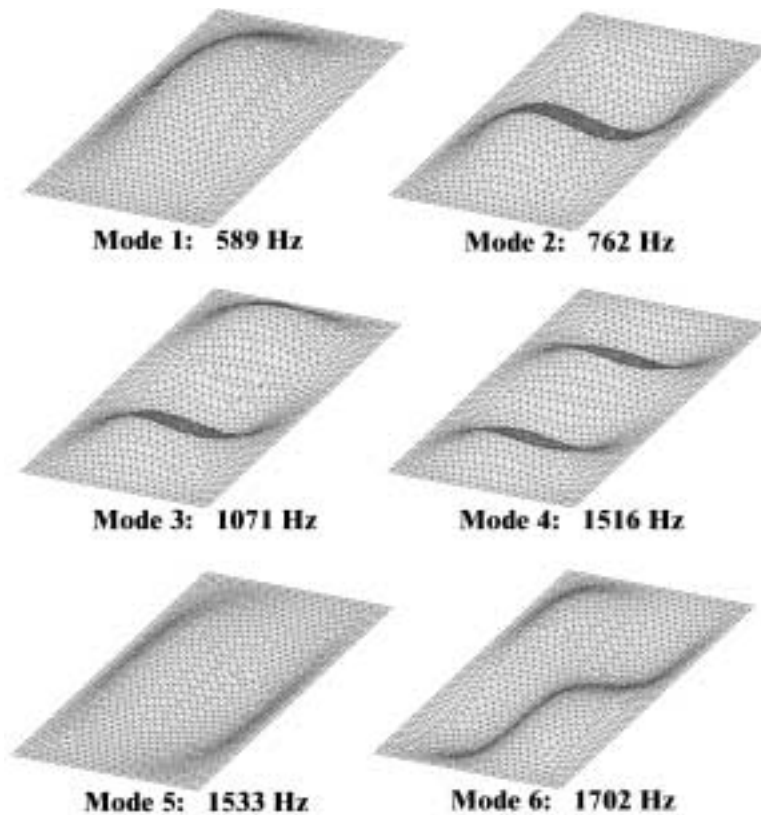 Mode 1: 589 Hz
Mode 2: 762 Hz
Mode 3: 1071 Hz
Mode 4: 1516 Hz
Mode 5: 1533 Hz
Mode 6: 1702 Hz